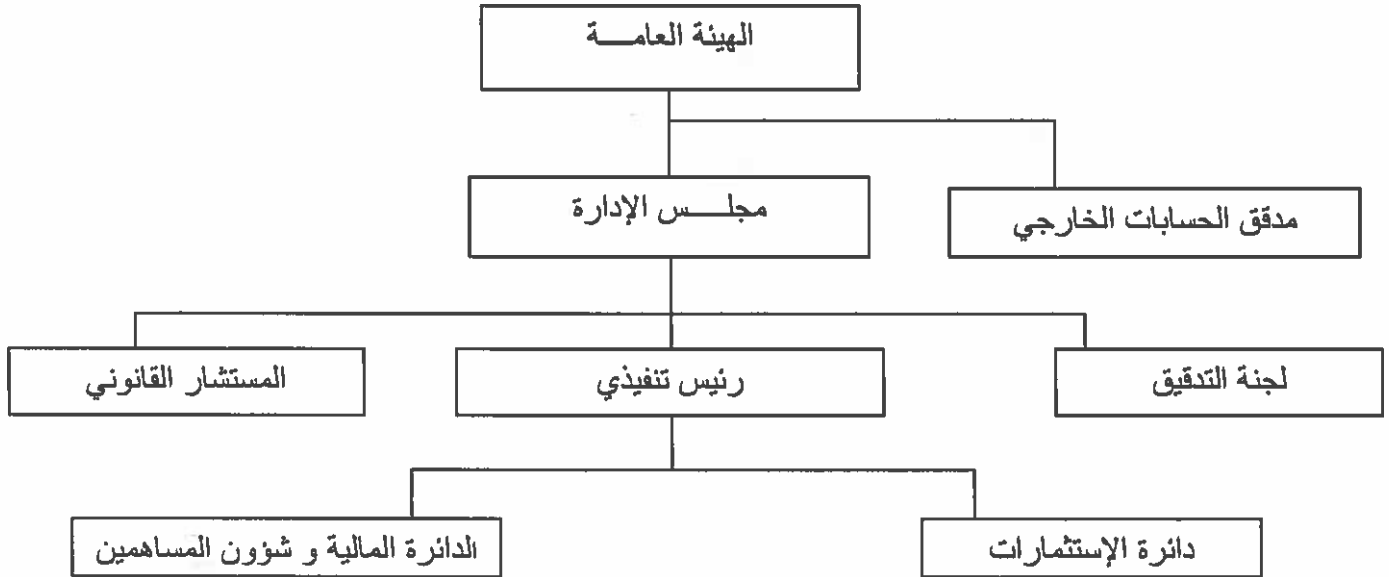 الهيئة العامـــة
مجلـــس الإدارة
مدقق الحسابات الخارجي
لجنة التدقيق
رئيس تنفيذي
المستشار القانوني
دائرة الإستثمارات
الدائرة المالية و شؤون المساهمين